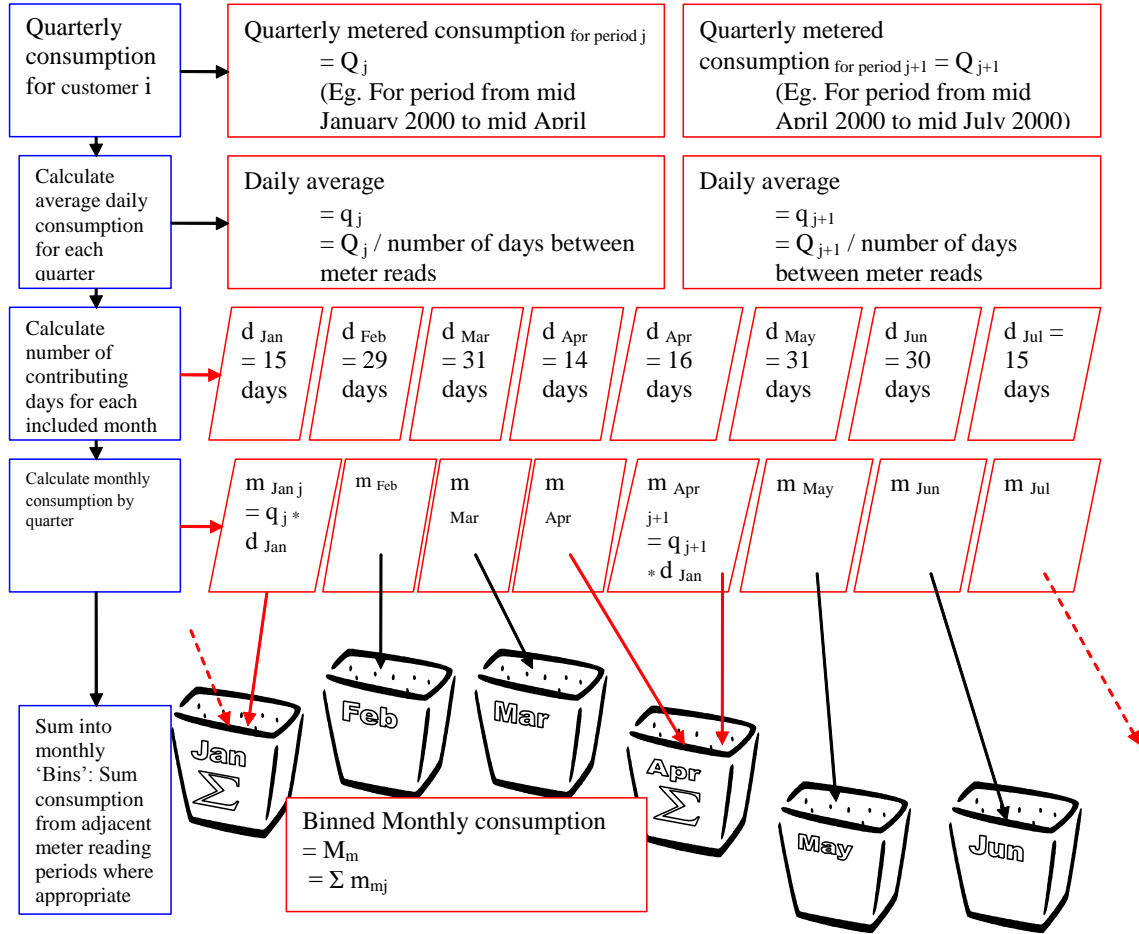 Quarterly
consumption
for customer i
Quarterly metered consumption for period j
= Q j
(Eg. For period from mid
January 2000 to mid April
Quarterly metered
consumption for period j+1 = Q j+1
(Eg. For period from mid
April 2000 to mid July 2000)
Calculate
average daily
consumption
for each
quarter
Daily average
= q j
= Q j / number of days between
meter reads
Daily average
= q j+1
= Q j+1 / number of days
between meter reads
Calculate
number of
contributing
days for each
included month
d Jan
= 15
days
d Feb
= 29
days
d Mar
= 31
days
d Apr
= 14
days
d Apr
= 16
days
d May
= 31
days
d Jun
= 30
days
d Jul =
15
days
Calculate monthly
consumption by
quarter
m Jan j
= q j *
d Jan
m Feb
m
Mar
m
Apr
m Apr
j+1
= q j+1
* d Jan
m May
m Jun
m Jul
Sum into
monthly
‘Bins’: Sum
consumption
from adjacent
meter reading
periods where
appropriate
Jan
Σ
Feb
Mar
Apr
Σ
May
Jun
Binned Monthly consumption
= M m
= Σ m mj